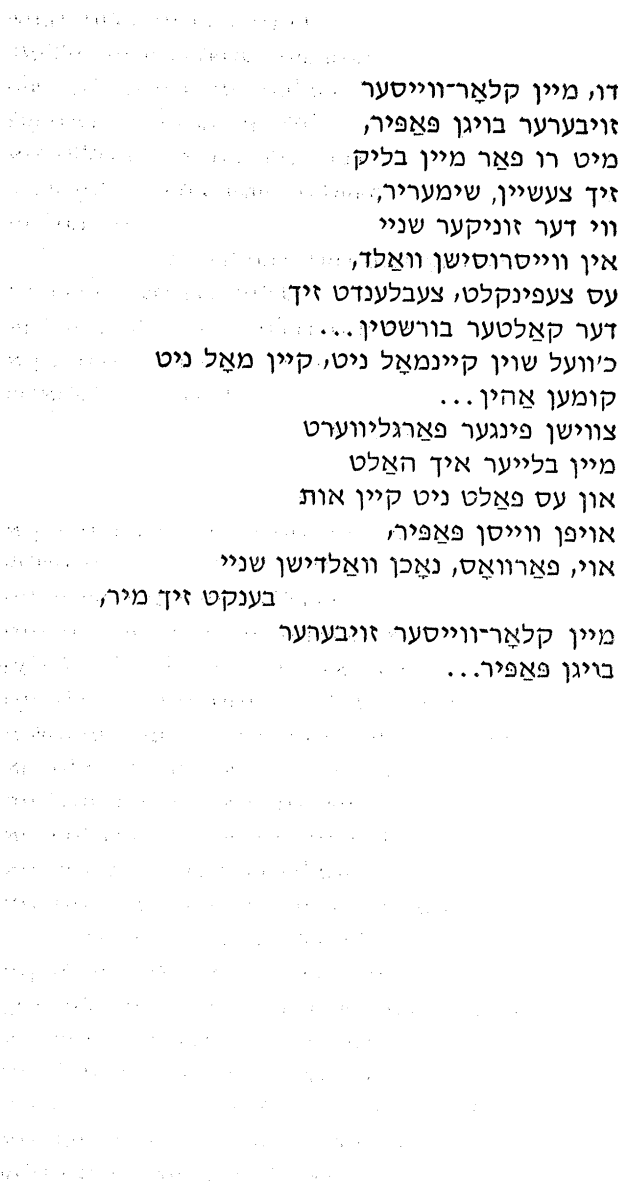 דו, מיין קלאָר־ווייסער
זויבערער בויגן פּאַפּיר,
מיט רו פאַר מיין בליק
זיך צעשיין, שימעריר,
ווי דער זוניקער שניי
אין ווייסרוסישן וואַלד,
עס צעפינקלט, צעבלענדט זיך
דער קאַלטער בורשטין...
כ׳וועל שוין קיינמאָל ניט, קיין מאָל ניט
קומען אַהין...
צווישן פינגער פאַרגליווערט
מיין בלייער איך האַלט
און עס פאַלט ניט קיין אות
אויפן ווייסן פּאַפּיר,
אוי, פאַרוואָס, נאָכן וואַלדישן שניי
בענקט זיך מיר,
מיין קלאָר־ווייסער זויבערער
בויגן פּאַפּיר...